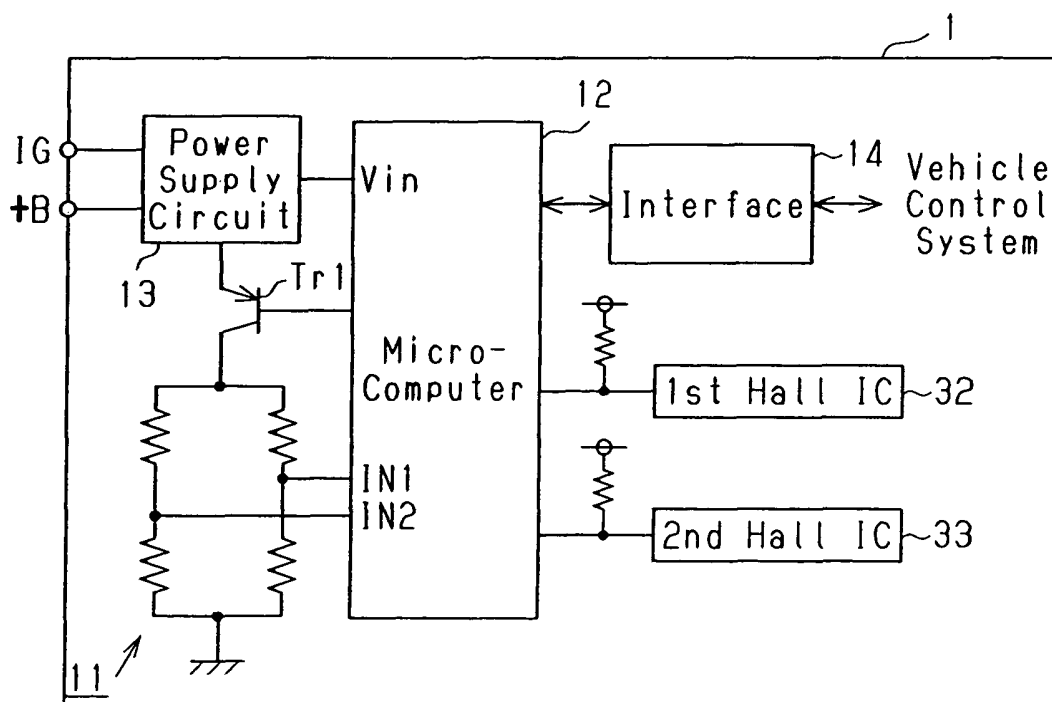 1
IG
+B
Power
Supply
Circuit
13
Tr1
Vin
12
Micro-
Computer
IN1
IN2
14
Interface
Vehicle
Control
System
1st Hall IC
32
2nd Hall IC
33
11